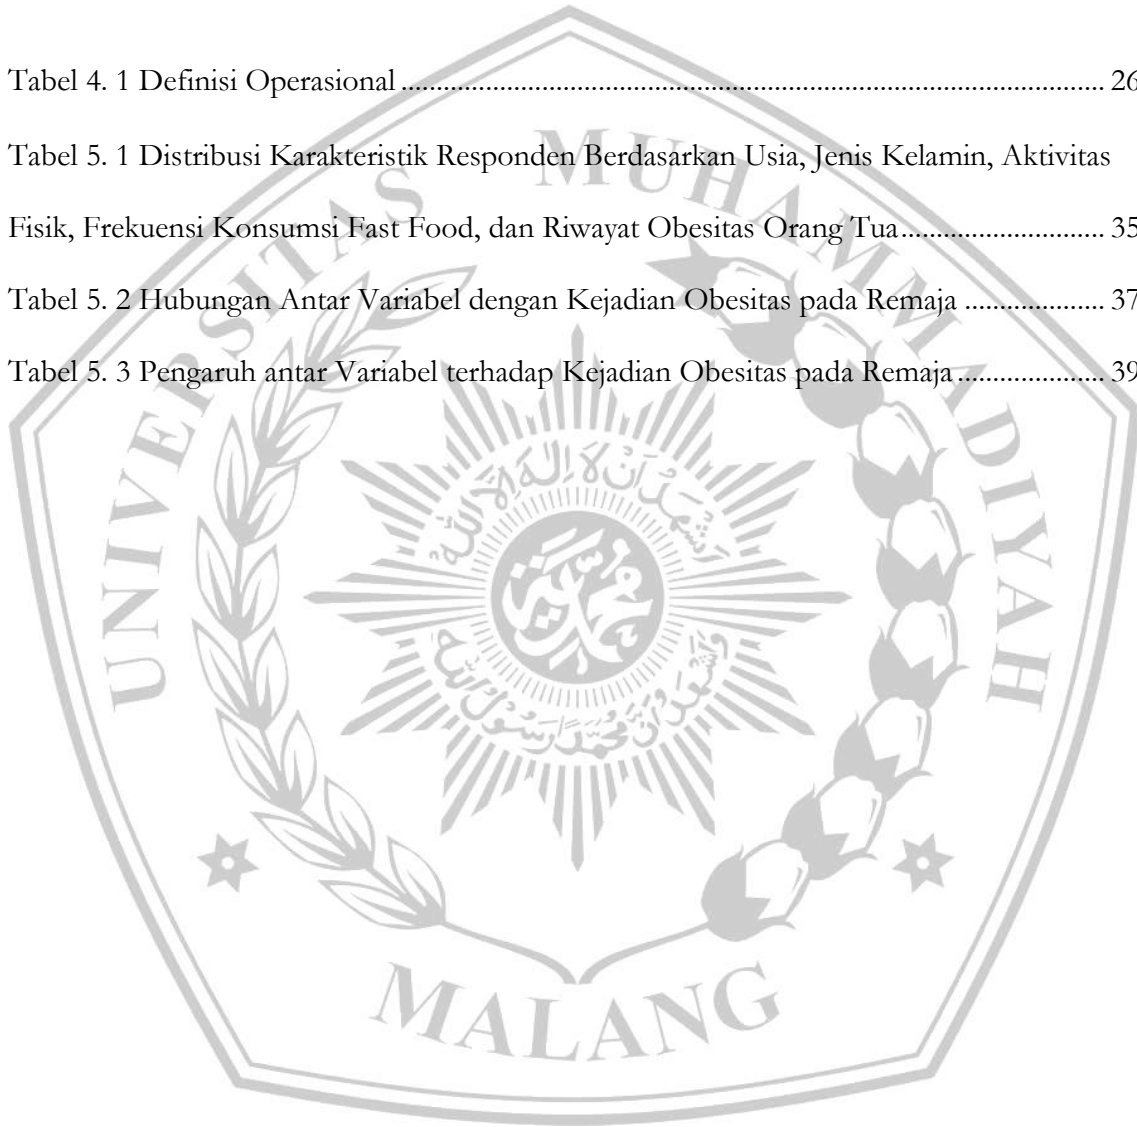 Tabel 4. 1 Definisi Operasional ........................................................................................... 26
Tabel 5. 1 Distribusi Karakteristik Responden Berdasarkan Usia, Jenis Kelamin, Aktivitas
Fisik, Frekuensi Konsumsi Fast Food, dan Riwayat Obesitas Orang Tua .......................... 35
Tabel 5. 2 Hubungan Antar Variabel dengan Kejadian Obesitas pada Remaja .................. 37
Tabel 5. 3 Pengaruh antar Variabel terhadap Kejadian Obesitas pada Remaja ................... 39
UNIVERSITAS MUHAMMADIYAH
MALANG